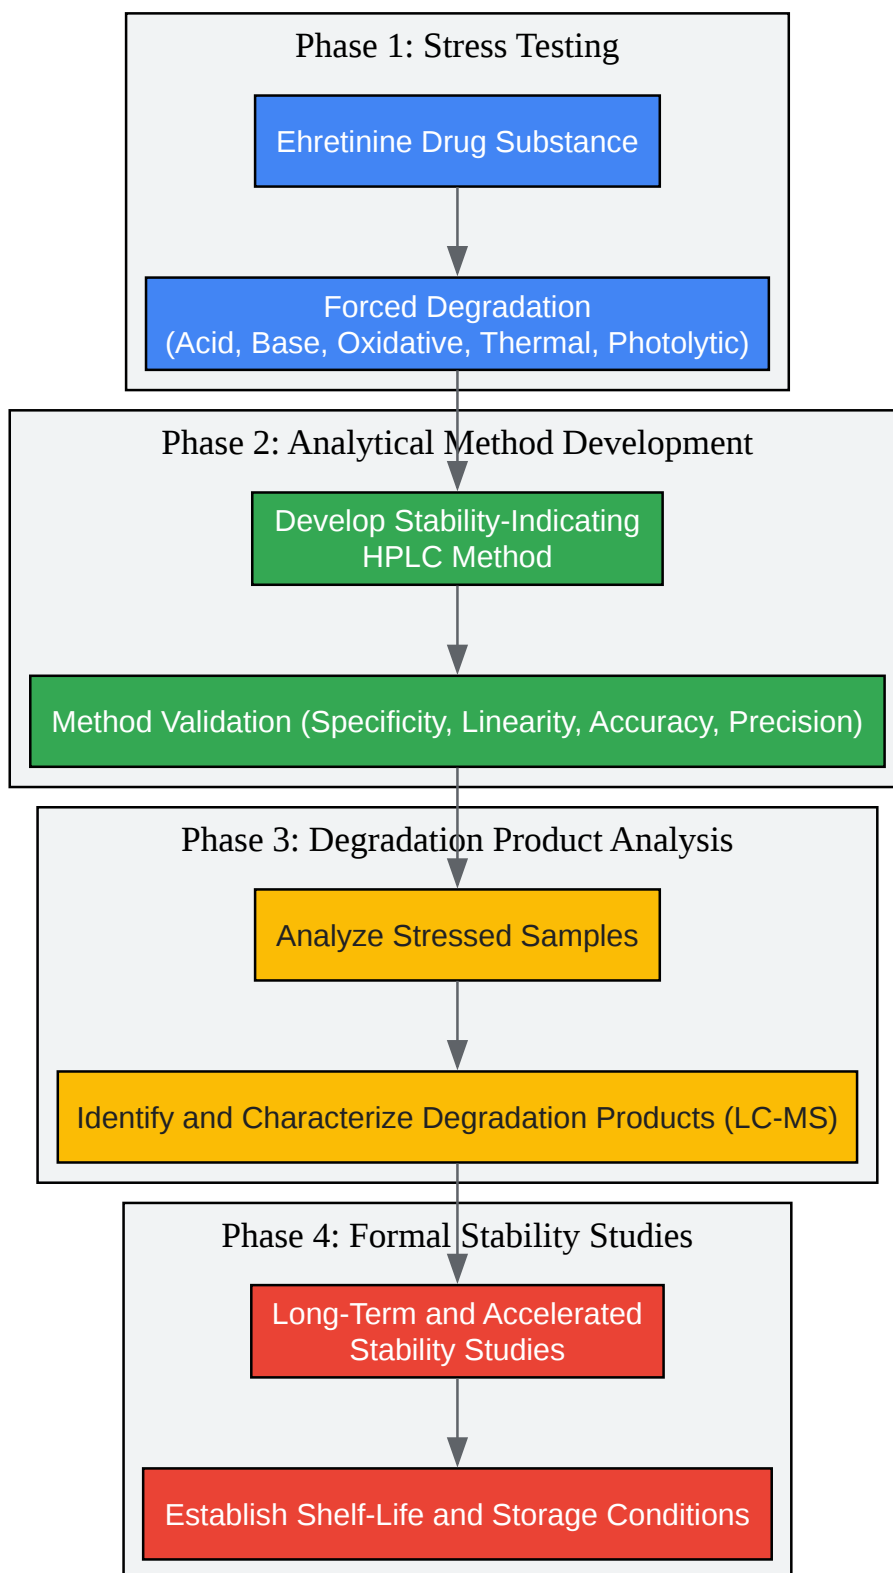 Phase 1: Stress Testing
Ehretinine Drug Substance
Forced Degradation
(Acid, Base, Oxidative, Thermal, Photolytic)
Phase 2: Analytical Method Development
Develop Stability-Indicating
HPLC Method
Method Validation (Specificity, Linearity, Accuracy, Precision)
Phase 3: Degradation Product Analysis
Analyze Stressed Samples
Identify and Characterize Degradation Products (LC-MS)
Phase 4: Formal Stability Studies
Long-Term and Accelerated
Stability Studies
Establish Shelf-Life and Storage Conditions